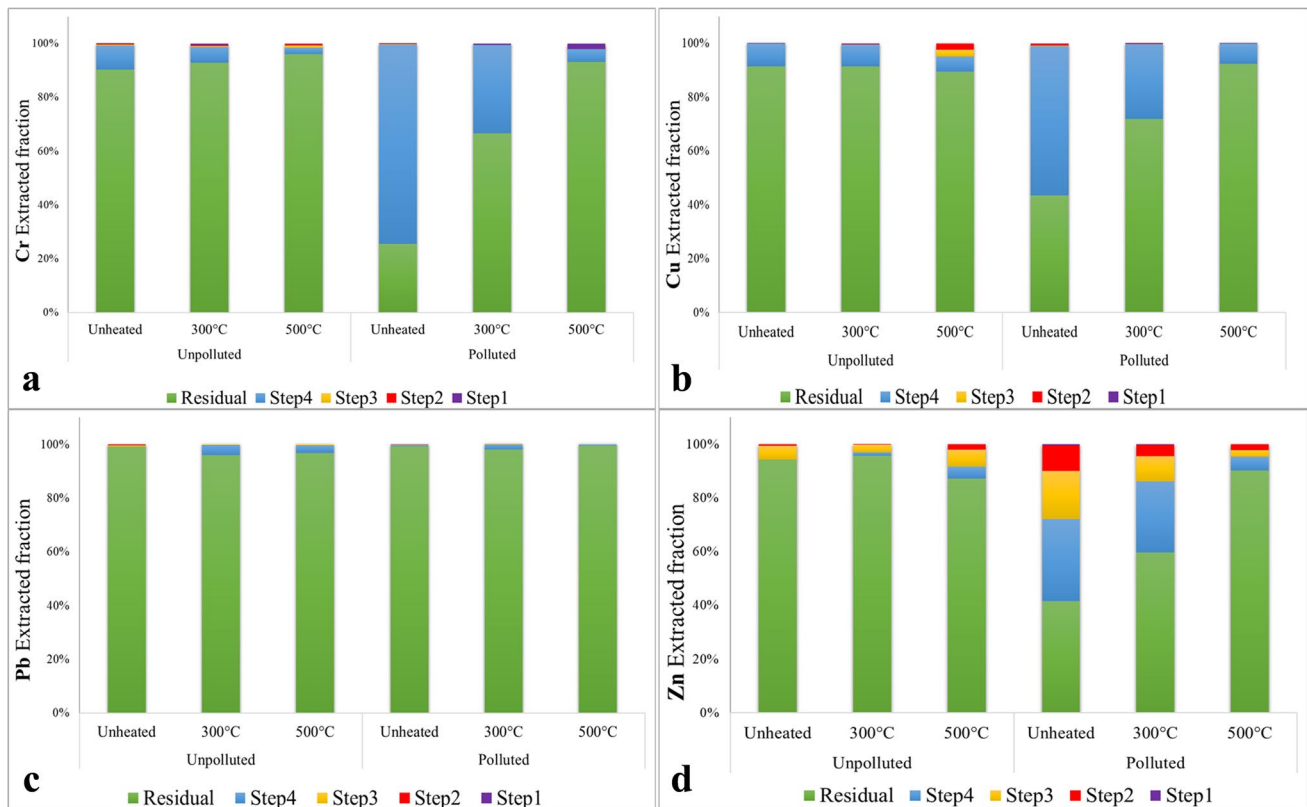 Cr Extracted fraction
100%
80%
60%
40%
20%
0%
Unheated 300°C 500°C Unheated 300°C 500°C
Unpolluted Polluted
a
Residual Step4 Step3 Step2 Step1
Cu Extracted fraction
100%
80%
60%
40%
20%
0%
Unheated 300°C 500°C Unheated 300°C 500°C
Unpolluted Polluted
b
Residual Step4 Step3 Step2 Step1
Pb Extracted fraction
100%
80%
60%
40%
20%
0%
Unheated 300°C 500°C Unheated 300°C 500°C
Unpolluted Polluted
c
Residual Step4 Step3 Step2 Step1
Zn Extracted fraction
100%
80%
60%
40%
20%
0%
Unheated 300°C 500°C Unheated 300°C 500°C
Unpolluted Polluted
d
Residual Step4 Step3 Step2 Step1